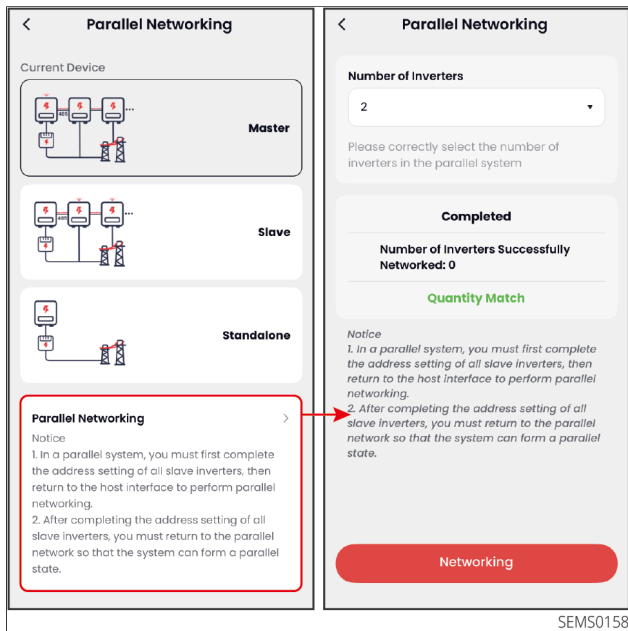 Parallel Networking
Current Device
485
Master
485
Slave
Standalone
Parallel Networking
Notice
1. In a parallel system, you must first complete
the address setting of all slave inverters, then
return to the host interface to perform parallel
networking.
2. After completing the address setting of all
slave inverters, you must return to the parallel
network so that the system can form a parallel
state.
Parallel Networking
Number of Inverters
2
Please correctly select the number of
inverters in the parallel system
Completed
Number of Inverters Successfully
Networked: 0
Quantity Match
Notice
1. In a parallel system, you must first complete
the address setting of all slave inverters, then
return to the host interface to perform parallel
networking.
2. After completing the address setting of all
slave inverters, you must return to the parallel
network so that the system can form a parallel
state.
Networking
SEMS0158